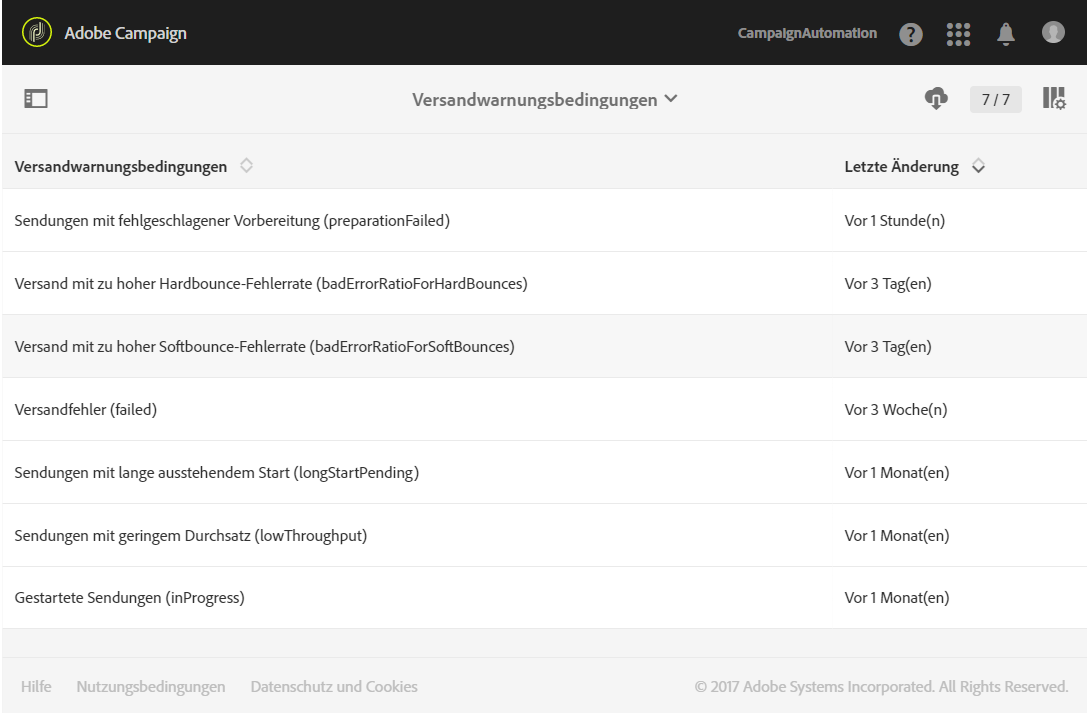 Adobe Campaign
CampaignAutomation
Versandwarnungsbedingungen
7 / 7
Versandwarnungsbedingungen Letzte Änderung
Sendungen mit fehlgeschlagener Vorbereitung (preparationFailed) Vor 1 Stunde(n)
Versand mit zu hoher Hardbounce-Fehlerrate (badErrorRatioForHardBounces) Vor 3 Tag(en)
Versand mit zu hoher Softbounce-Fehlerrate (badErrorRatioForSoftBounces) Vor 3 Tag(en)
Versandfehler (failed) Vor 3 Woche(n)
Sendungen mit lange ausstehendem Start (longStartPending) Vor 1 Monat(en)
Sendungen mit geringem Durchsatz (lowThroughput) Vor 1 Monat(en)
Gestartete Sendungen (inProgress) Vor 1 Monat(en)
Hilfe Nutzungsbedingungen Datenschutz und Cookies © 2017 Adobe Systems Incorporated. All Rights Reserved.